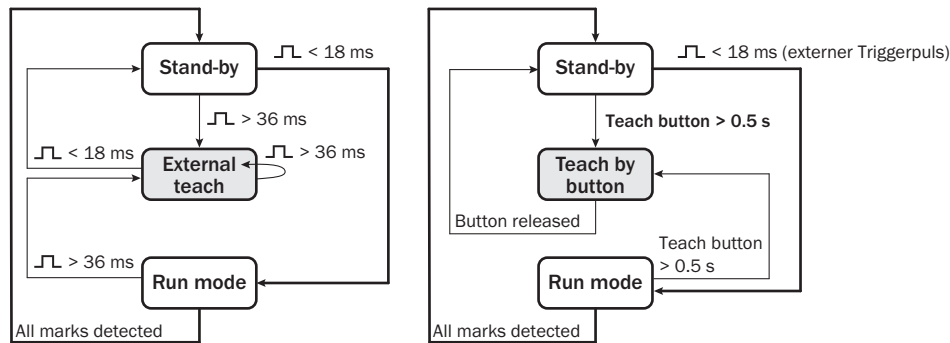 Stand-by
< 18 ms
> 36 ms
< 18 ms
External
teach
> 36 ms
> 36 ms
Run mode
All marks detected
Stand-by
< 18 ms (externer Triggerpuls)
Teach button > 0.5 s
Teach by
button
Button released
Teach button
> 0.5 s
Run mode
All marks detected